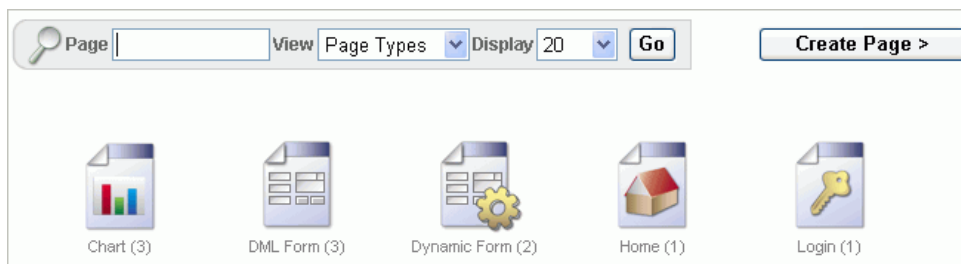 Page View Page Types Display 20 Go Create Page >
Chart (3) DML Form (3) Dynamic Form (2) Home (1) Login (1)